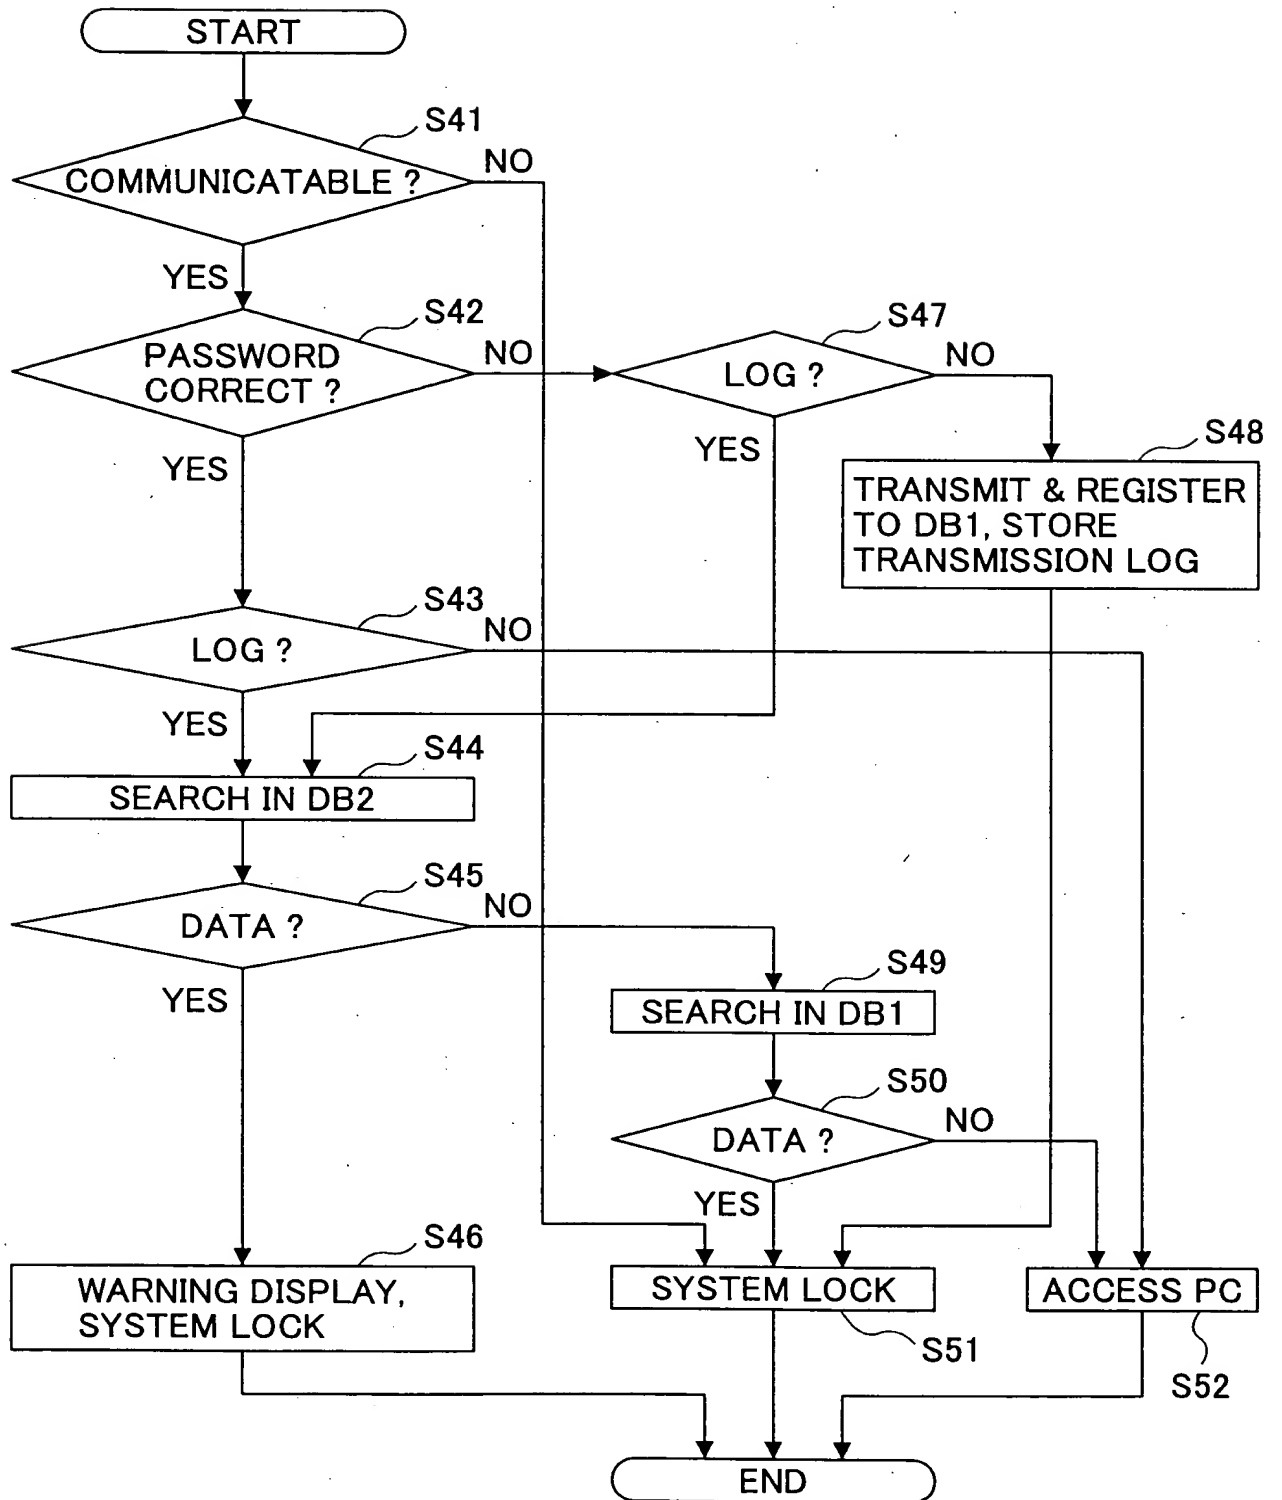 START
S41
COMMUNICATABLE ?
NO
YES
S42
PASSWORD
CORRECT ?
NO
S47
LOG ?
NO
YES
YES
S48
TRANSMIT & REGISTER
TO DB1, STORE
TRANSMISSION LOG
S43
LOG ?
NO
YES
S44
SEARCH IN DB2
S45
DATA ?
NO
YES
S49
SEARCH IN DB1
S50
DATA ?
NO
YES
S46
WARNING DISPLAY,
SYSTEM LOCK
SYSTEM LOCK
S51
ACCESS PC
S52
END